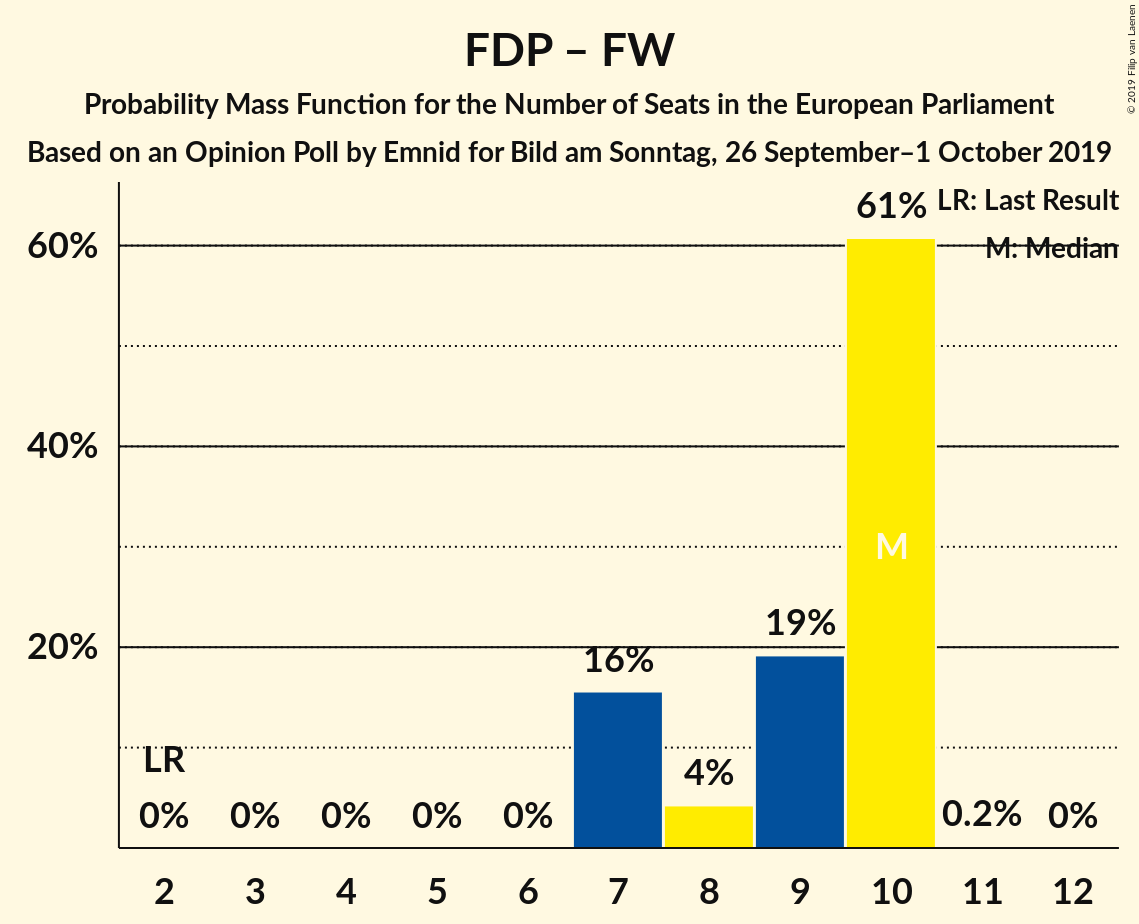 FDP – FW
Probability Mass Function for the Number of Seats in the European Parliament
Based on an Opinion Poll by Emnid for Bild am Sonntag, 26 September–1 October 2019
© 2019 Filip van Laenen
LR: Last Result
M: Median
60%
40%
20%
LR
0%
0%
0%
0%
0%
16%
4%
19%
61%
M
0.2%
0%
2 3 4 5 6 7 8 9 10 11 12